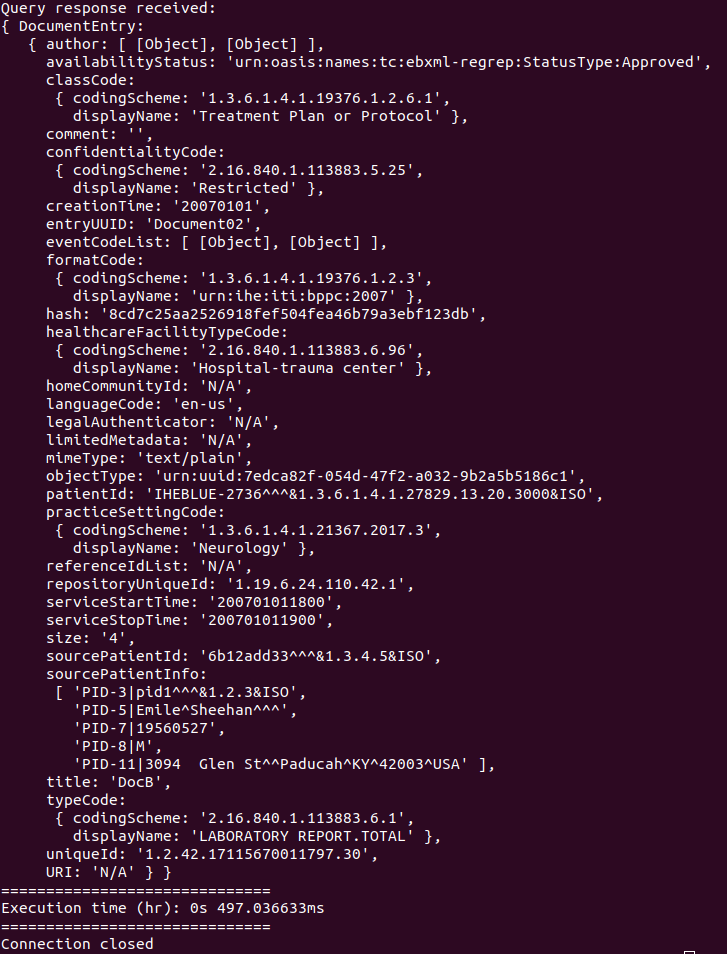 Query response received:
{ DocumentEntry:
   { author: [ [Object], [Object] ],
     availabilityStatus: 'urn:oasis:names:tc:ebxml-regrep:StatusType:Approved',
     classCode:
      { codingScheme: '1.3.6.1.4.1.19376.1.2.6.1',
        displayName: 'Treatment Plan or Protocol' },
     comment: '',
     confidentialityCode:
      { codingScheme: '2.16.840.1.113883.5.25',
        displayName: 'Restricted' },
     creationTime: '20070101',
     entryUUID: 'Document02',
     eventCodeList: [ [Object], [Object] ],
     formatCode:
      { codingScheme: '1.3.6.1.4.1.19376.1.2.3',
        displayName: 'urn:ihe:iti:bppc:2007' },
     hash: '8cd7c25aa2526918fef504fea46b79a3ebf123db',
     healthcareFacilityTypeCode:
      { codingScheme: '2.16.840.1.113883.6.96',
        displayName: 'Hospital-trauma center' },
     homeCommunityId: 'N/A',
     languageCode: 'en-us',
     legalAuthenticator: 'N/A',
     limitedMetadata: 'N/A',
     mimeType: 'text/plain',
     objectType: 'urn:uuid:7edca82f-054d-47f2-a032-9b2a5b5186c1',
     patientId: 'IHEBLUE-2736^^^&1.3.6.1.4.1.27829.13.20.3000&ISO',
     practiceSettingCode:
      { codingScheme: '1.3.6.1.4.1.21367.2017.3',
        displayName: 'Neurology' },
     referenceIdList: 'N/A',
     repositoryUniqueId: '1.19.6.24.110.42.1',
     serviceStartTime: '200701011800',
     serviceStopTime: '200701011900',
     size: '4',
     sourcePatientId: '6b12add33^^^&1.3.4.5&ISO',
     sourcePatientInfo:
      [ 'PID-3|pid1^^^&1.2.3&ISO',
        'PID-5|Emile^Sheehan^^^',
        'PID-7|19560527',
        'PID-8|M',
        'PID-11|3094  Glen St^^Paducah^KY^42003^USA' ],
     title: 'DocB',
     typeCode:
      { codingScheme: '2.16.840.1.113883.6.1',
        displayName: 'LABORATORY REPORT.TOTAL' },
     uniqueId: '1.2.42.17115670011797.30',
     URI: 'N/A' } }
==============================
Execution time (hr): 0s 497.036633ms
==============================
Connection closed